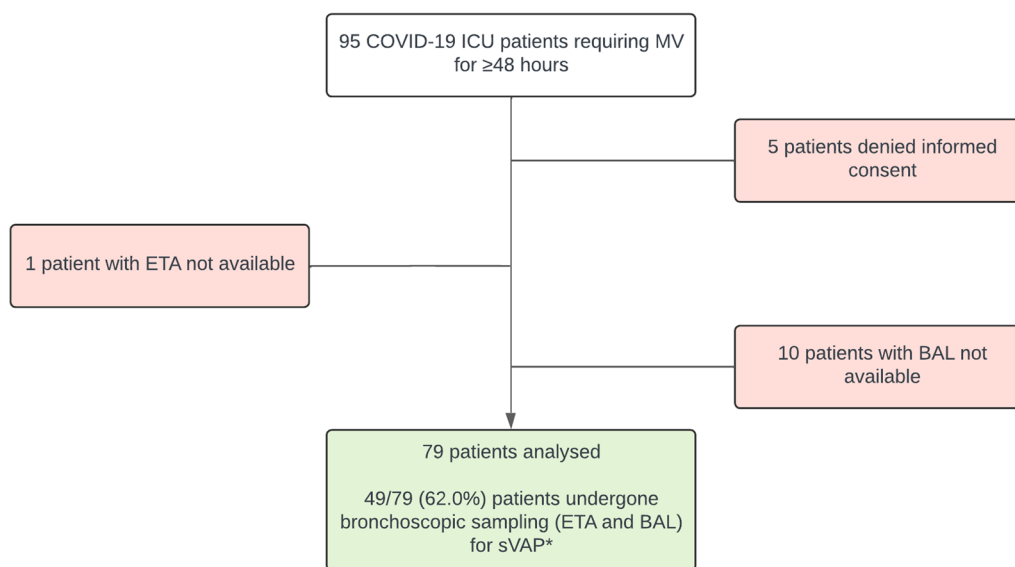 95 COVID-19 ICU patients requiring MV
for ≥48 hours
5 patients denied informed
consent
1 patient with ETA not available
10 patients with BAL not
available
79 patients analysed
49/79 (62.0%) patients undergone
bronchoscopic sampling (ETA and BAL)
for sVAP*